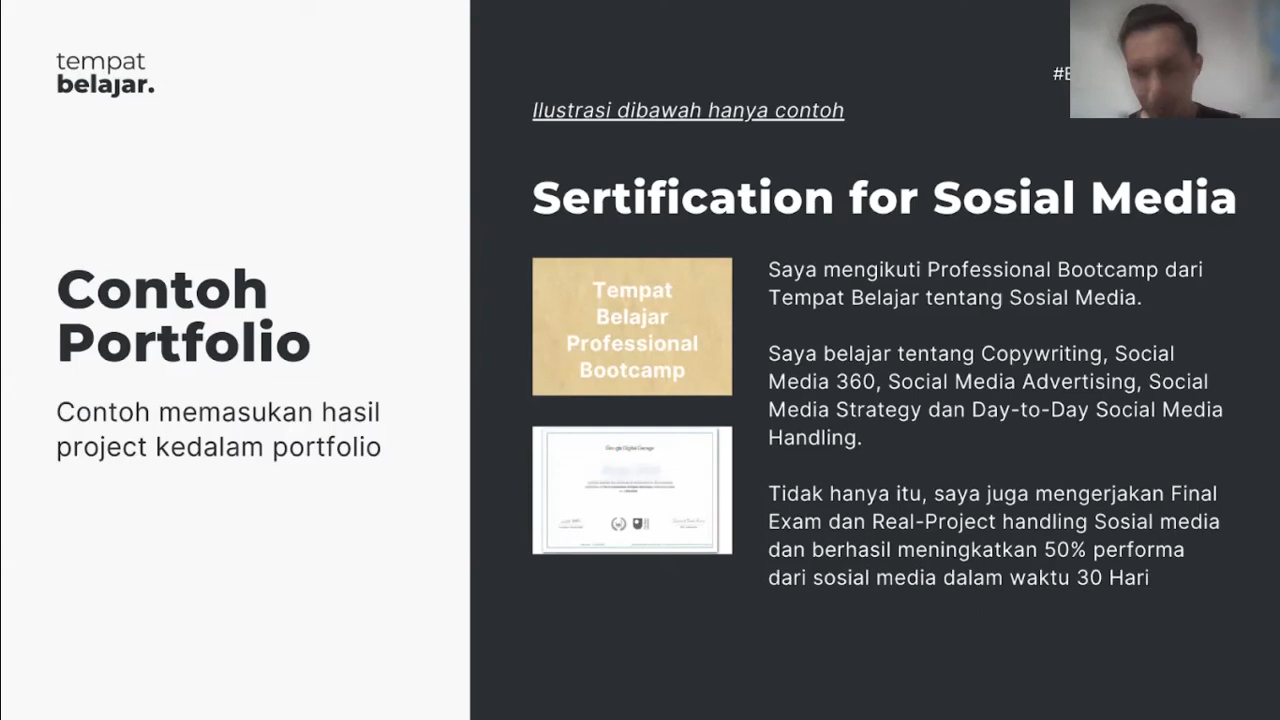 tempat
belajar.
Contoh
Portfolio
Contoh memasukan hasil
project kedalam portfolio
#E
Ilustrasi dibawah hanya contoh
Sertification for Sosial Media
Tempat
Belajar
Professional
Bootcamp
Google Digital Garage
Saya mengikuti Professional Bootcamp dari
Tempat Belajar tentang Sosial Media.
Saya belajar tentang Copywriting, Social
Media 360, Social Media Advertising, Social
Media Strategy dan Day-to-Day Social Media
Handling.
Tidak hanya itu, saya juga mengerjakan Final
Exam dan Real-Project handling Sosial media
dan berhasil meningkatkan 50% performa
dari sosial media dalam waktu 30 Hari